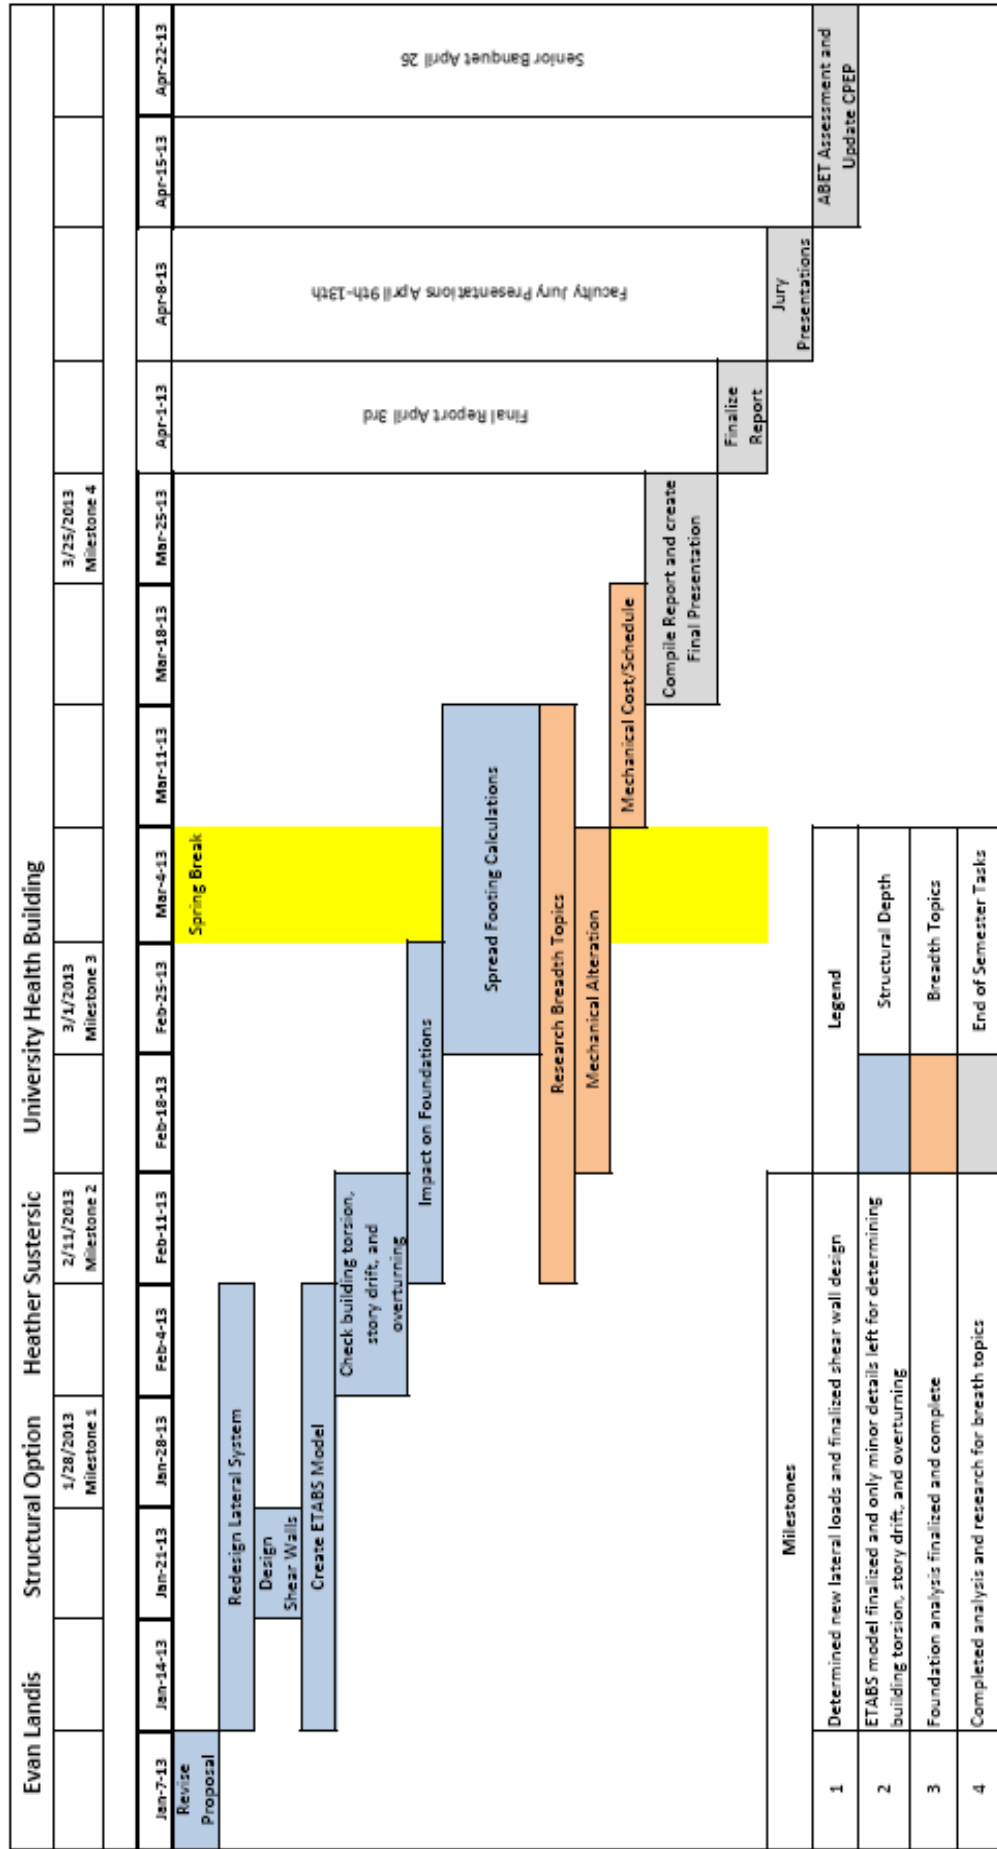 Evan Landis Structural Option Heather Sustersic University Health Building
1/28/2013 2/11/2013 3/1/2013 3/25/2013
Milestone 1 Milestone 2 Milestone 3 Milestone 4
Jan-7-13 Jan-14-13 Jan-21-13 Jan-28-13 Feb-4-13 Feb-11-13 Feb-18-13 Feb-25-13 Mar-4-13 Mar-11-13 Mar-18-13 Mar-25-13 Apr-1-13 Apr-8-13 Apr-15-13 Apr-22-13
Revise
Proposal
Spring Break
Redesign Lateral System
Design
Shear Walls
Create ETABS Model
Check building torsion,
story drift, and
overturning
Impact on Foundations
Spread Footing Calculations
Research Breadth Topics
Mechanical Alteration
Mechanical Cost/Schedule
Compile Report and create
Final Presentation
Finalize
Report
Jury
Presentations
ABET Assessment and
Update CPEP
Final Report April 3rd
Faculty Jury Presentations April 9th-13th
Senior Banquet April 26
Milestones
1 Determined new lateral loads and finalized shear wall design
2 ETABS model finalized and only minor details left for determining
building torsion, story drift, and overturning
3 Foundation analysis finalized and complete
4 Completed analysis and research for breath topics
Legend
Structural Depth
Breadth Topics
End of Semester Tasks